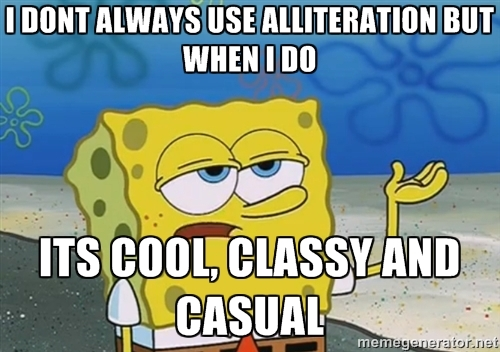 I DONT ALWAYS USE ALLITERATION BUT
WHEN I DO
ITS COOL, CLASSY AND
CASUAL
memegenerator.net